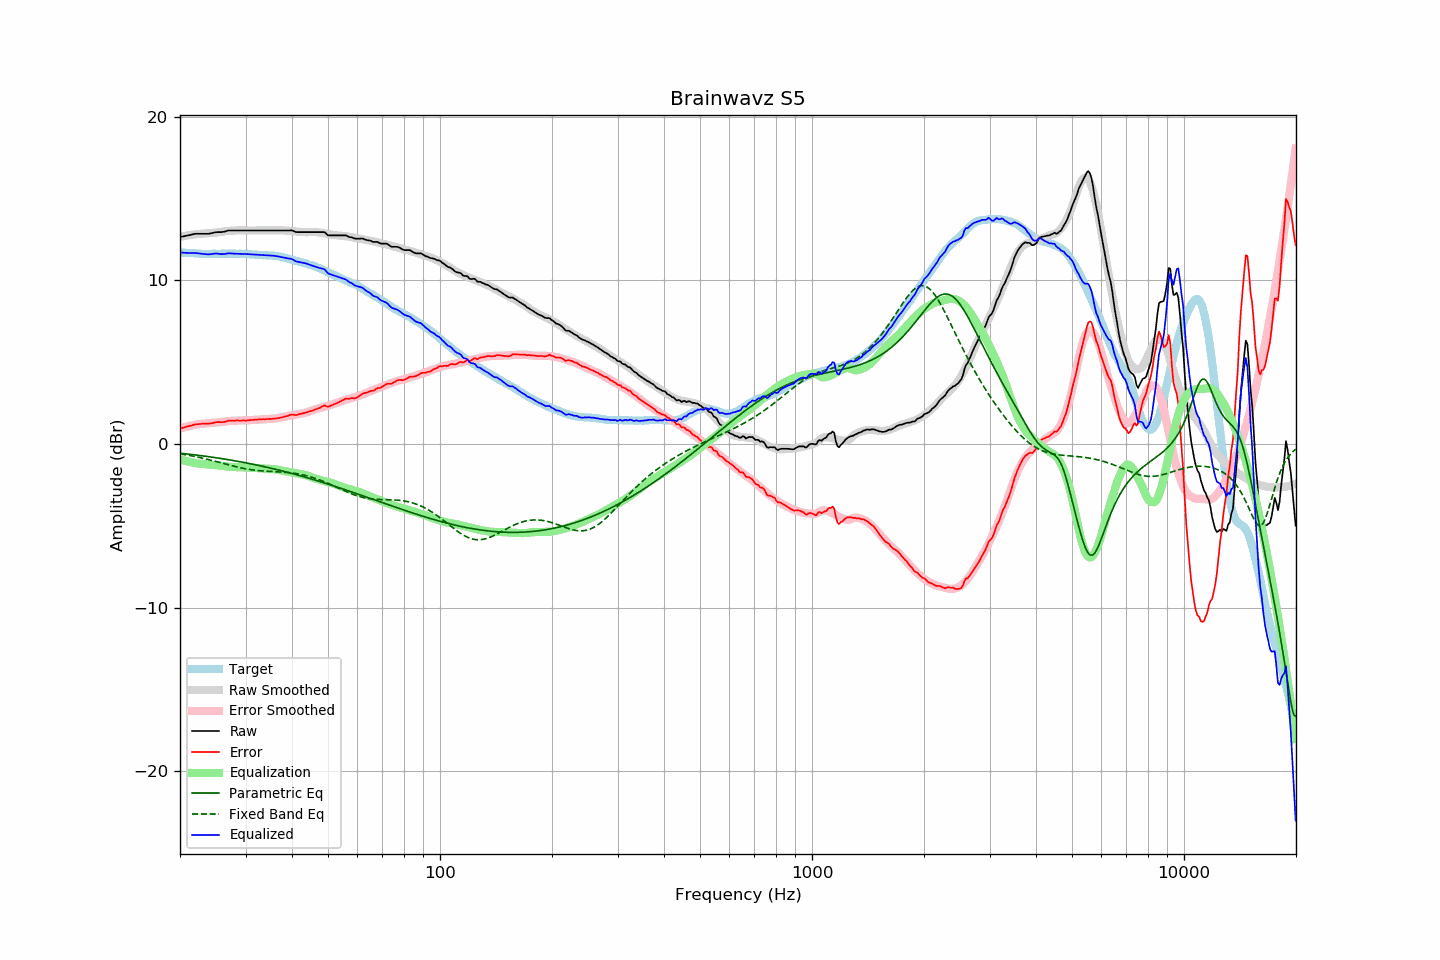 Brainwavz S5
Amplitude (dBr)
20
10
0
−10
−20
Target
Raw Smoothed
Error Smoothed
Raw
Error
Equalization
Parametric Eq
Fixed Band Eq
Equalized
100
1000
10000
Frequency (Hz)